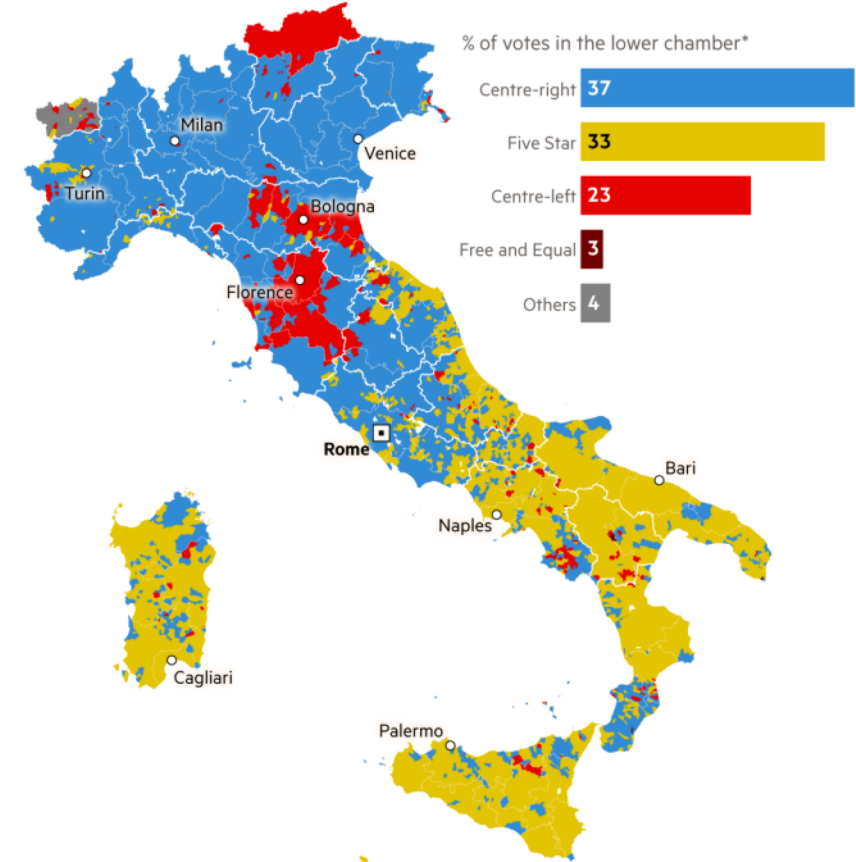 % of votes in the lower chamber*
Centre-right 37
Five Star 33
Centre-left 23
Free and Equal 3
Others 4
Milan
Venice
Turin
Bologna
Florence
Rome
Bari
Naples
Cagliari
Palermo